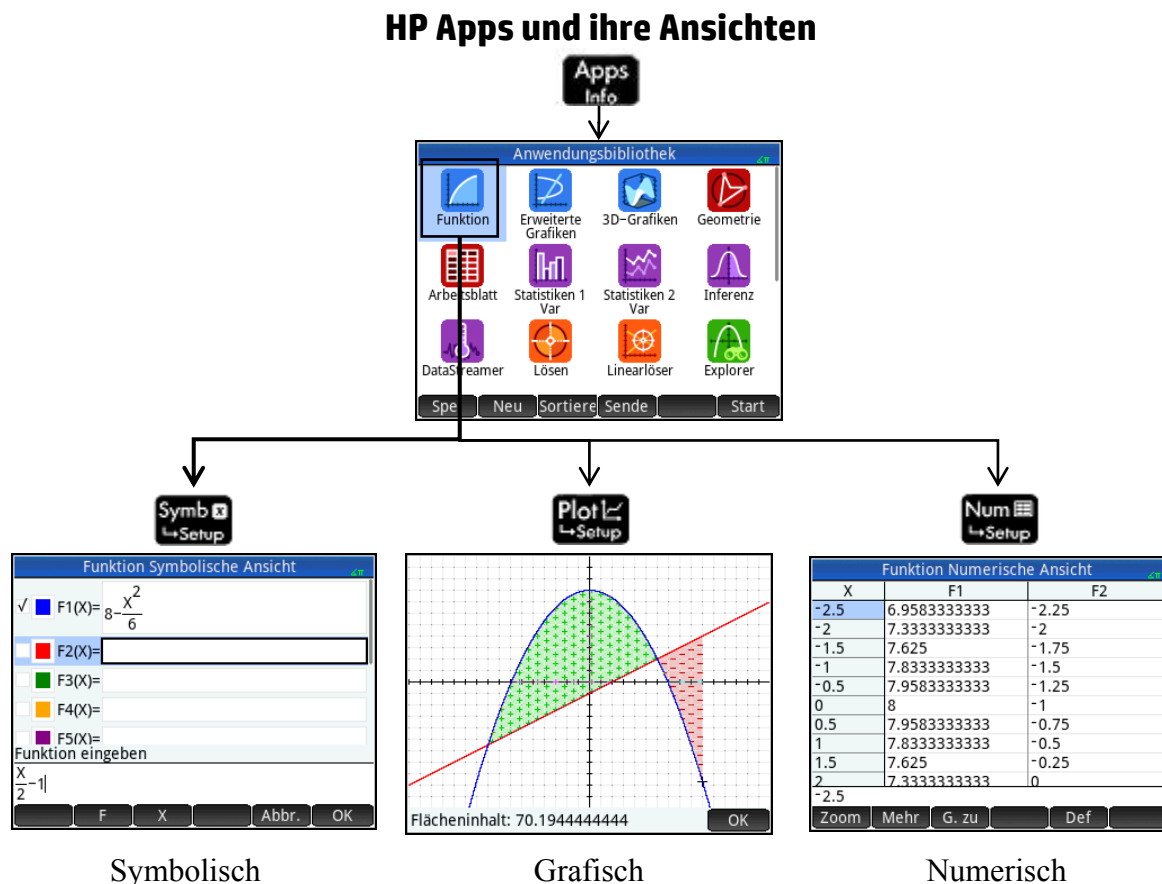 HP Apps und ihre Ansichten
Apps
Info
Anwendungsbibliothek
∡π
Funktion
Erweiterte
Grafiken
3D-Grafiken
Geometrie
Arbeitsblatt
Statistiken 1
Var
Statistiken 2
Var
Inferenz
DataStreamer
Lösen
Linearlöser
Explorer
Spe Neu Sortiere Sende Start
Symb x
↳Setup
Plot
↳Setup
Num
↳Setup
Funktion Symbolische Ansicht
∡π
√ F1(X)= 8-X²/6
F2(X)=
F3(X)=
F4(X)=
F5(X)=
Funktion eingeben
X/2-1
F X Abbr. OK
Flächeninhalt: 70.1944444444 OK
Funktion Numerische Ansicht
∡π
X F1 F2
-2.5 6.9583333333 -2.25
-2 7.3333333333 -2
-1.5 7.625 -1.75
-1 7.8333333333 -1.5
-0.5 7.9583333333 -1.25
0 8 -1
0.5 7.9583333333 -0.75
1 7.8333333333 -0.5
1.5 7.625 -0.25
2 7.3333333333 0
-2.5
Zoom Mehr G. zu Def
Symbolisch
Grafisch
Numerisch